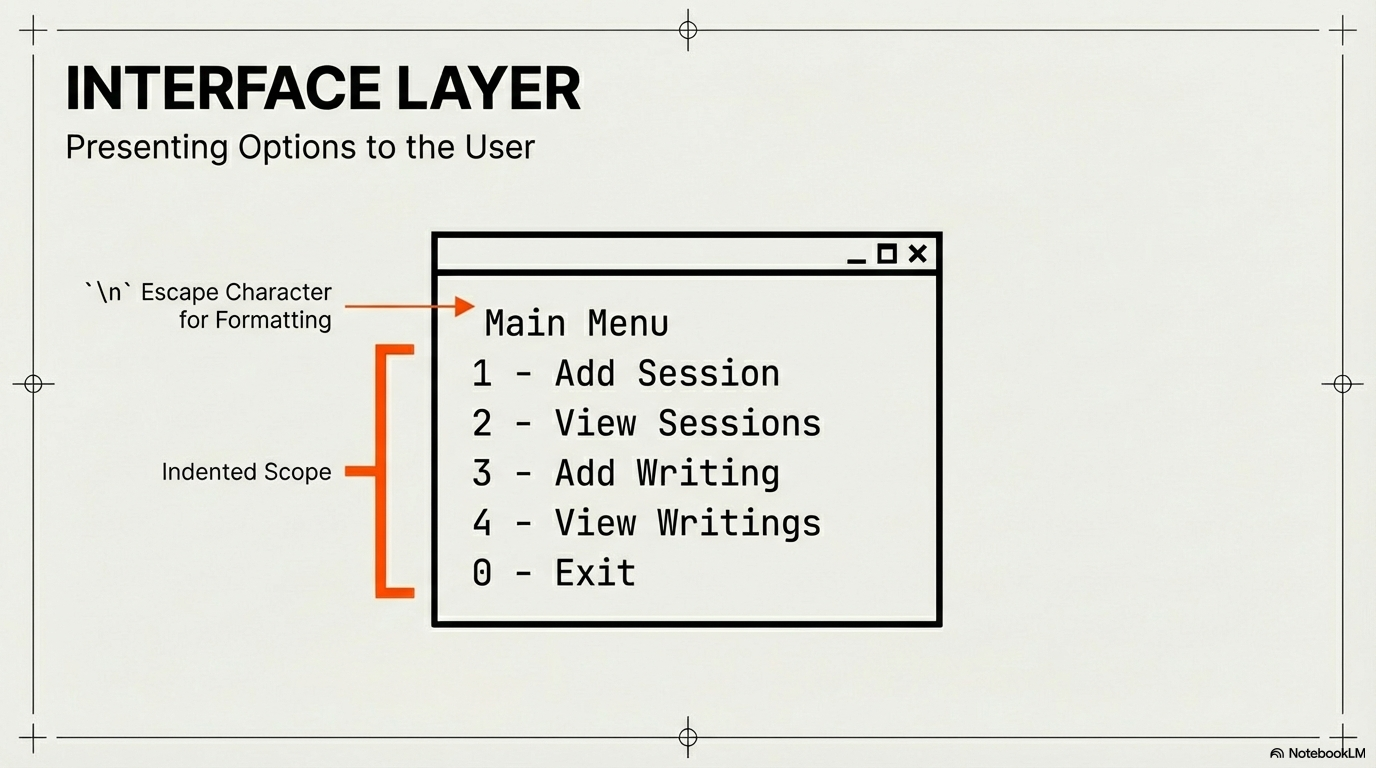 INTERFACE LAYER
Presenting Options to the User
`\n` Escape Character
for Formatting
Main Menu
1 - Add Session
2 - View Sessions
3 - Add Writing
4 - View Writings
0 - Exit
Indented Scope
NotebookLM